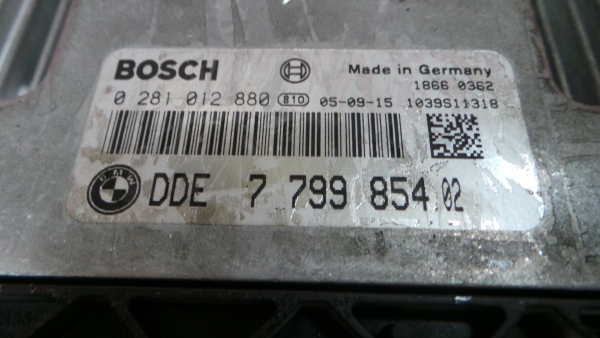 BOSCH Made in Germany
1866 0362
0 281 012 880 810 05-09-15 1039S11318
DDE 7 799 854 02